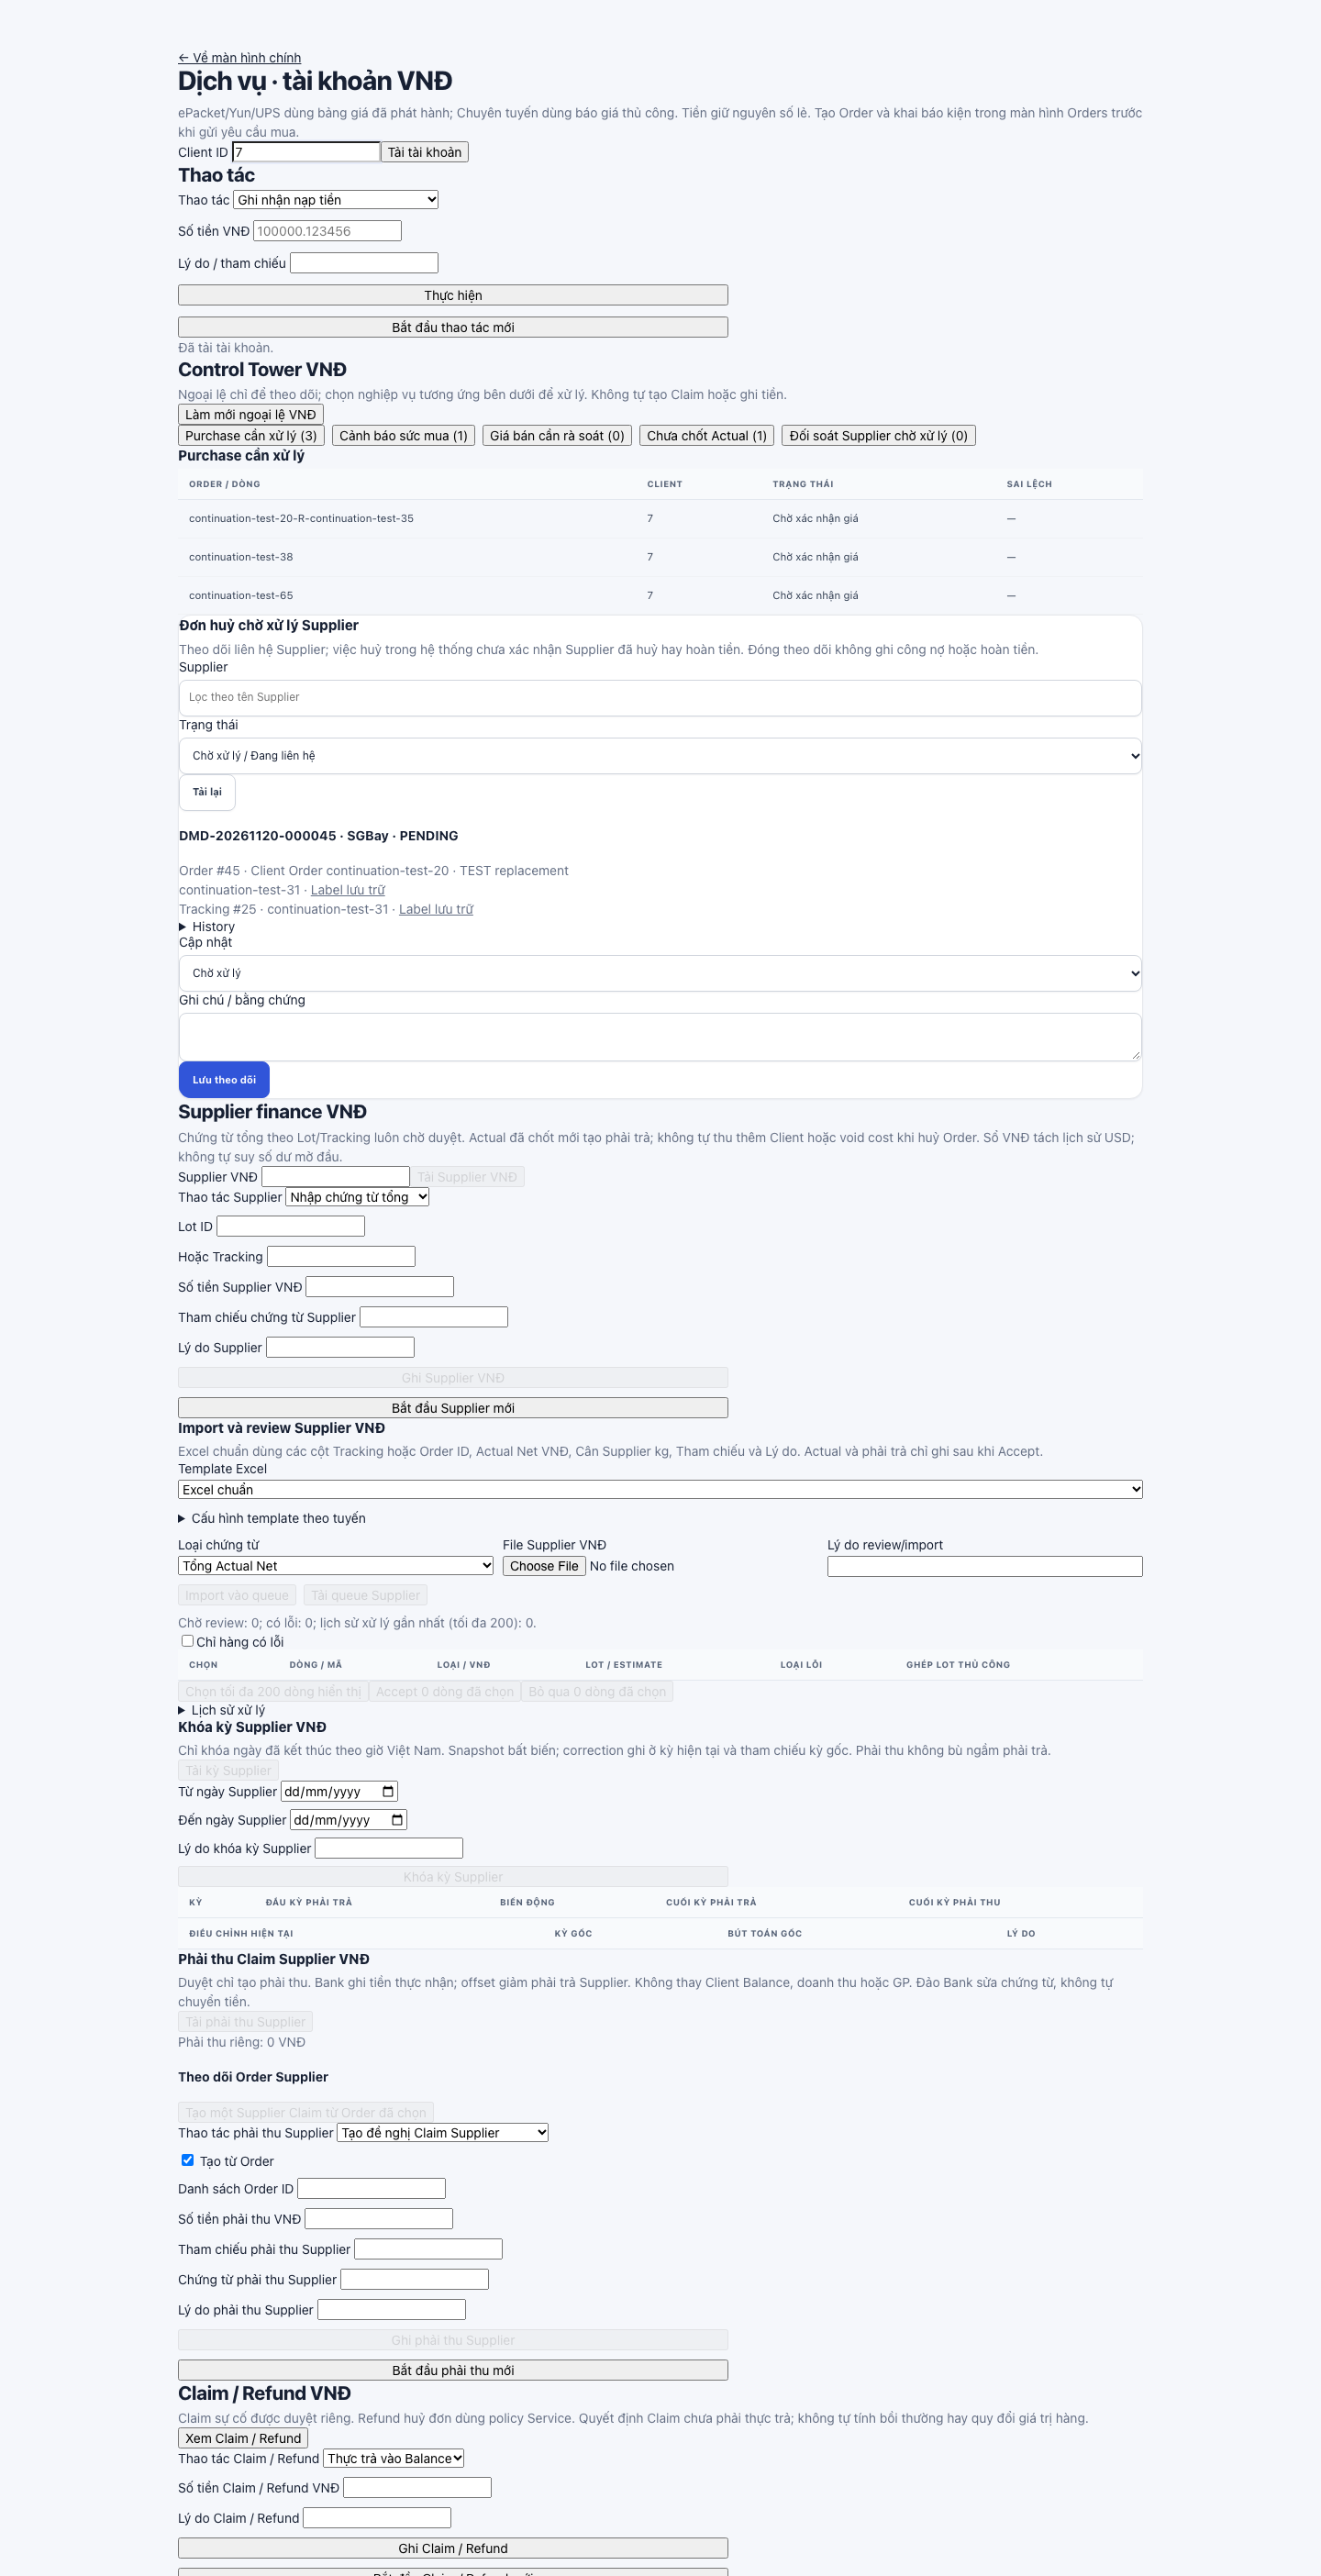 ← Về màn hình chính
Dịch vụ · tài khoản VNĐ
ePacket/Yun/UPS dùng bảng giá đã phát hành; Chuyên tuyến dùng báo giá thủ công. Tiền giữ nguyên số lẻ. Tạo Order và khai báo kiện trong màn hình Orders trước
khi gửi yêu cầu mua.
Client ID 7 Tải tài khoản
Thao tác
Thao tác Ghi nhận nạp tiền
Số tiền VNĐ 100000.123456
Lý do / tham chiếu
Thực hiện
Bắt đầu thao tác mới
Đã tải tài khoản.
Control Tower VNĐ
Ngoại lệ chỉ để theo dõi; chọn nghiệp vụ tương ứng bên dưới để xử lý. Không tự tạo Claim hoặc ghi tiền.
Làm mới ngoại lệ VNĐ
Purchase cần xử lý (3) Cảnh báo sức mua (1) Giá bán cần rà soát (0) Chưa chốt Actual (1) Đối soát Supplier chờ xử lý (0)
Purchase cần xử lý
ORDER / DÒNG CLIENT TRẠNG THÁI SAI LỆCH
continuation-test-20-R-continuation-test-35 7 Chờ xác nhận giá —
continuation-test-38 7 Chờ xác nhận giá —
continuation-test-65 7 Chờ xác nhận giá —
Đơn huỷ chờ xử lý Supplier
Theo dõi liên hệ Supplier; việc huỷ trong hệ thống chưa xác nhận Supplier đã huỷ hay hoàn tiền. Đóng theo dõi không ghi công nợ hoặc hoàn tiền.
Supplier
Lọc theo tên Supplier
Trạng thái
Chờ xử lý / Đang liên hệ
Tải lại
DMD-20261120-000045 · SGBay · PENDING
Order #45 · Client Order continuation-test-20 · TEST replacement
continuation-test-31 · Label lưu trữ
Tracking #25 · continuation-test-31 · Label lưu trữ
▶ History
Cập nhật
Chờ xử lý
Ghi chú / bằng chứng
Lưu theo dõi
Supplier finance VNĐ
Chứng từ tổng theo Lot/Tracking luôn chờ duyệt. Actual đã chốt mới tạo phải trả; không tự thu thêm Client hoặc void cost khi huỷ Order. Sổ VNĐ tách lịch sử USD;
không tự suy số dư mở đầu.
Supplier VNĐ Tải Supplier VNĐ
Thao tác Supplier Nhập chứng từ tổng
Lot ID
Hoặc Tracking
Số tiền Supplier VNĐ
Tham chiếu chứng từ Supplier
Lý do Supplier
Ghi Supplier VNĐ
Bắt đầu Supplier mới
Import và review Supplier VNĐ
Excel chuẩn dùng các cột Tracking hoặc Order ID, Actual Net VNĐ, Cân Supplier kg, Tham chiếu và Lý do. Actual và phải trả chỉ ghi sau khi Accept.
Template Excel
Excel chuẩn
▶ Cấu hình template theo tuyến
Loại chứng từ File Supplier VNĐ Lý do review/import
Tổng Actual Net Choose File No file chosen
Import vào queue Tải queue Supplier
Chờ review: 0; có lỗi: 0; lịch sử xử lý gần nhất (tối đa 200): 0.
Chỉ hàng có lỗi
CHỌN DÒNG / MÃ LOẠI / VNĐ LOT / ESTIMATE LOẠI LỖI GHÉP LOT THỦ CÔNG
Chọn tối đa 200 dòng hiển thị Accept 0 dòng đã chọn Bỏ qua 0 dòng đã chọn
▶ Lịch sử xử lý
Khóa kỳ Supplier VNĐ
Chỉ khóa ngày đã kết thúc theo giờ Việt Nam. Snapshot bất biến; correction ghi ở kỳ hiện tại và tham chiếu kỳ gốc. Phải thu không bù ngầm phải trả.
Tải kỳ Supplier
Từ ngày Supplier dd/mm/yyyy
Đến ngày Supplier dd/mm/yyyy
Lý do khóa kỳ Supplier
Khóa kỳ Supplier
KỲ ĐẦU KỲ PHẢI TRẢ BIẾN ĐỘNG CUỐI KỲ PHẢI TRẢ CUỐI KỲ PHẢI THU
ĐIỀU CHỈNH HIỆN TẠI KỲ GỐC BÚT TOÁN GỐC LÝ DO
Phải thu Claim Supplier VNĐ
Duyệt chỉ tạo phải thu. Bank ghi tiền thực nhận; offset giảm phải trả Supplier. Không thay Client Balance, doanh thu hoặc GP. Đảo Bank sửa chứng từ, không tự
chuyển tiền.
Tải phải thu Supplier
Phải thu riêng: 0 VNĐ
Theo dõi Order Supplier
Tạo một Supplier Claim từ Order đã chọn
Thao tác phải thu Supplier Tạo đề nghị Claim Supplier
Tạo từ Order
Danh sách Order ID
Số tiền phải thu VNĐ
Tham chiếu phải thu Supplier
Chứng từ phải thu Supplier
Lý do phải thu Supplier
Ghi phải thu Supplier
Bắt đầu phải thu mới
Claim / Refund VNĐ
Claim sự cố được duyệt riêng. Refund huỷ đơn dùng policy Service. Quyết định Claim chưa phải thực trả; không tự tính bồi thường hay quy đổi giá trị hàng.
Xem Claim / Refund
Thao tác Claim / Refund Thực trả vào Balance
Số tiền Claim / Refund VNĐ
Lý do Claim / Refund
Ghi Claim / Refund